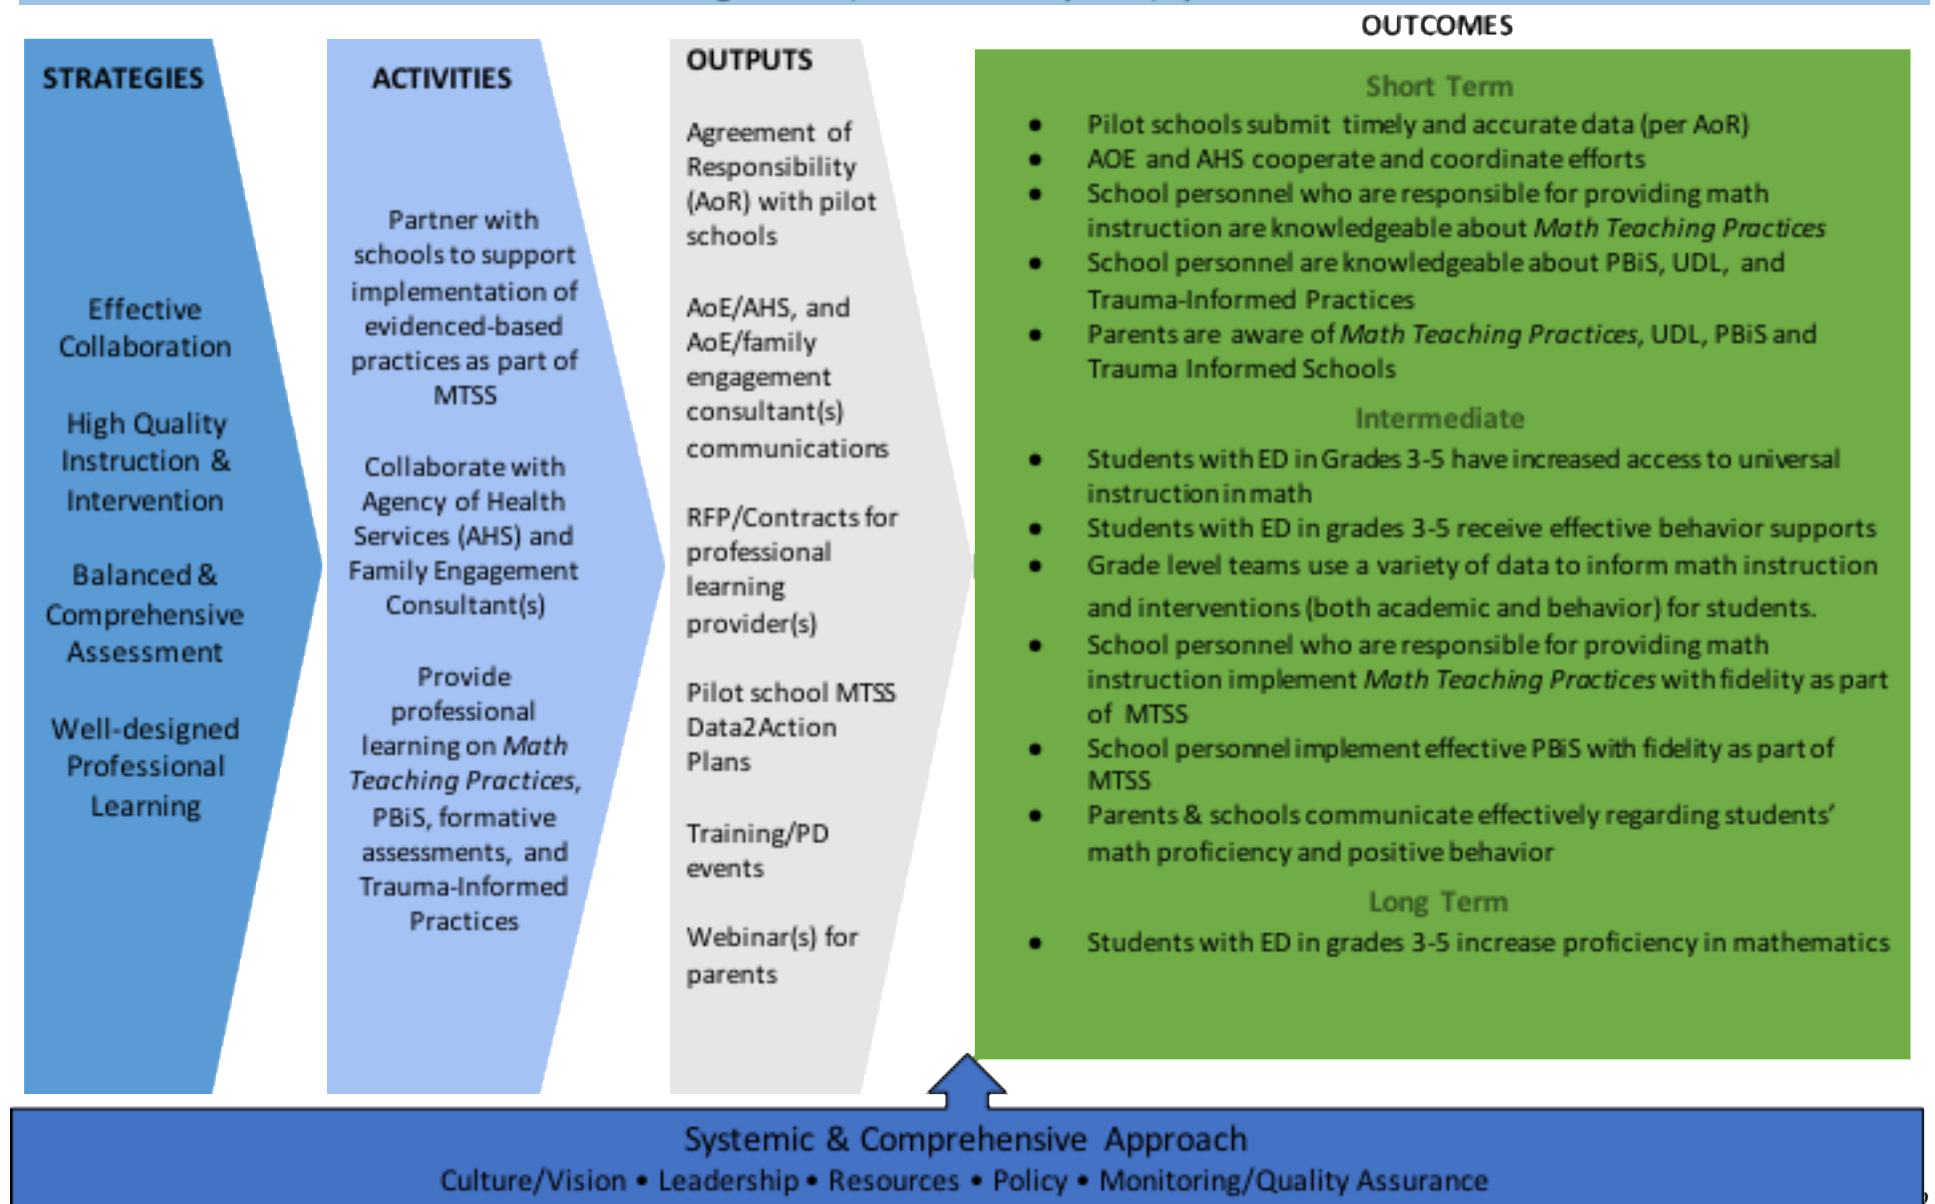 OUTCOMES
STRATEGIES
Effective
Collaboration
High Quality
Instruction &
Intervention
Balanced &
Comprehensive
Assessment
Well-designed
Professional
Learning
ACTIVITIES
Partner with
schools to support
implementation of
evidenced-based
practices as part of
MTSS
Collaborate with
Agency of Health
Services (AHS) and
Family Engagement
Consultant(s)
Provide
professional
learning on Math
Teaching Practices,
PBiS, formative
assessments, and
Trauma-Informed
Practices
OUTPUTS
Agreement of
Responsibility
(AoR) with pilot
schools
AoE/AHS, and
AoE/family
engagement
consultant(s)
communications
RFP/Contracts for
professional
learning
provider(s)
Pilot school MTSS
Data2Action
Plans
Training/PD
events
Webinar(s) for
parents
Short Term
● Pilot schools submit timely and accurate data (per AoR)
● AOE and AHS cooperate and coordinate efforts
● School personnel who are responsible for providing math
instruction are knowledgeable about Math Teaching Practices
● School personnel are knowledgeable about PBiS, UDL, and
Trauma-Informed Practices
● Parents are aware of Math Teaching Practices, UDL, PBiS and
Trauma Informed Schools
Intermediate
● Students with ED in Grades 3-5 have increased access to universal
instruction in math
● Students with ED in grades 3-5 receive effective behavior supports
● Grade level teams use a variety of data to inform math instruction
and interventions (both academic and behavior) for students.
● School personnel who are responsible for providing math
instruction implement Math Teaching Practices with fidelity as part
of MTSS
● School personnel implement effective PBiS with fidelity as part of
MTSS
● Parents & schools communicate effectively regarding students’
math proficiency and positive behavior
Long Term
● Students with ED in grades 3-5 increase proficiency in mathematics
Systemic & Comprehensive Approach
Culture/Vision • Leadership • Resources • Policy • Monitoring/Quality Assurance